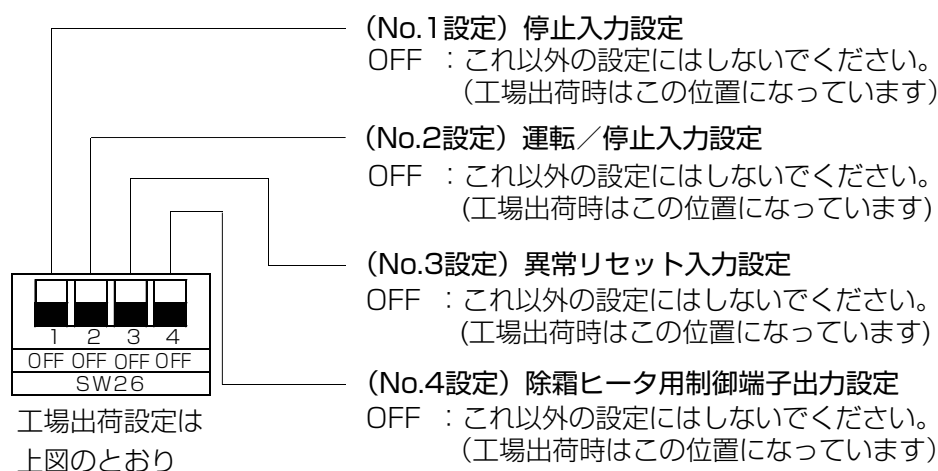 (No.1設定)停止入力設定
OFF :これ以外の設定にはしないでください。
(工場出荷時はこの位置になっています)
(No.2設定)運転/停止入力設定
OFF :これ以外の設定にはしないでください。
(工場出荷時はこの位置になっています)
(No.3設定)異常リセット入力設定
OFF :これ以外の設定にはしないでください。
(工場出荷時はこの位置になっています)
(No.4設定)除霜ヒータ用制御端子出力設定
OFF :これ以外の設定にはしないでください。
(工場出荷時はこの位置になっています)
1 2 3 4
OFF OFF OFF OFF
SW26
工場出荷設定は
上図のとおり